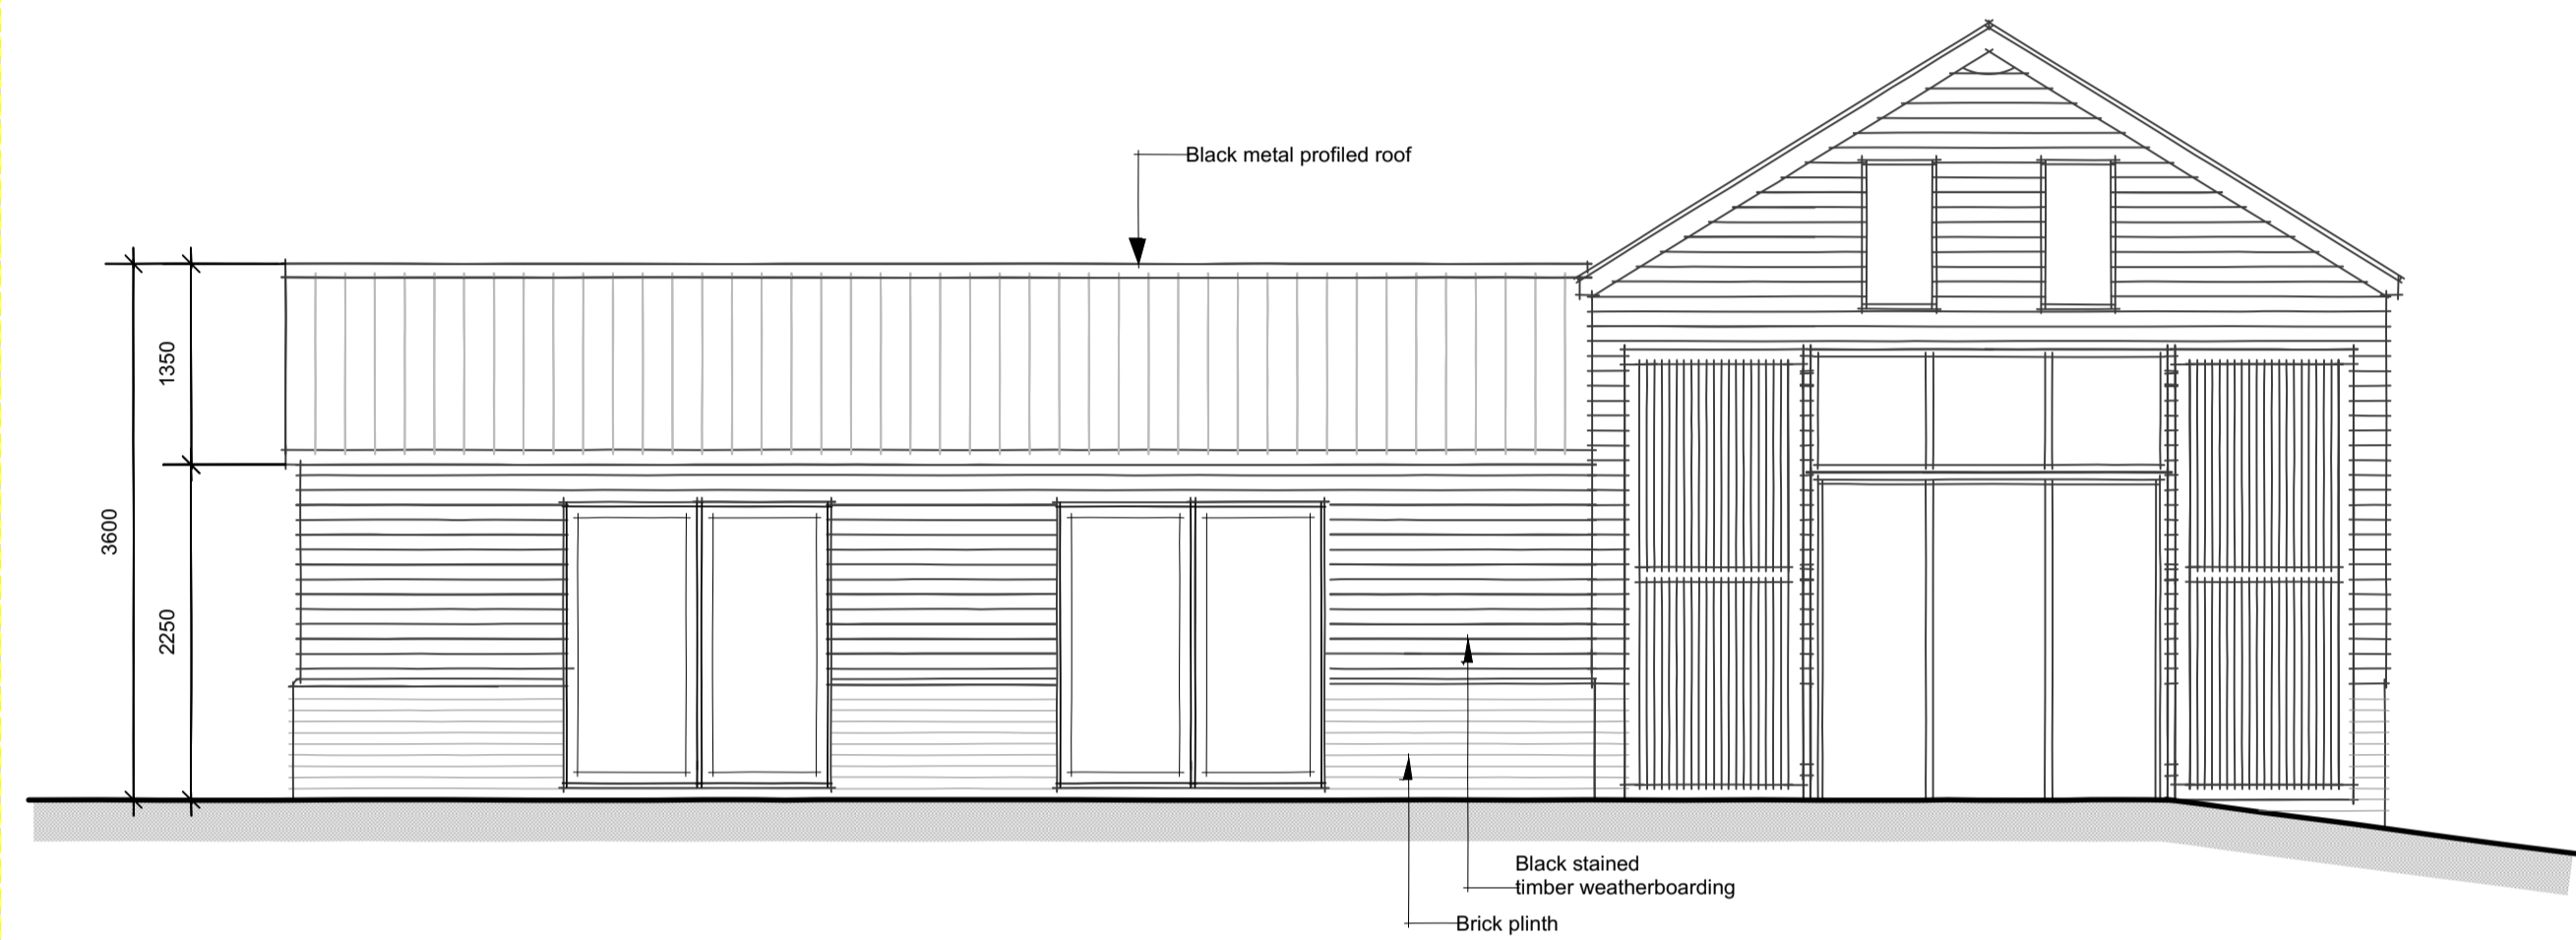 Black metal profiled roof
1350
3600
2250
Black stained
timber weatherboarding
Brick plinth